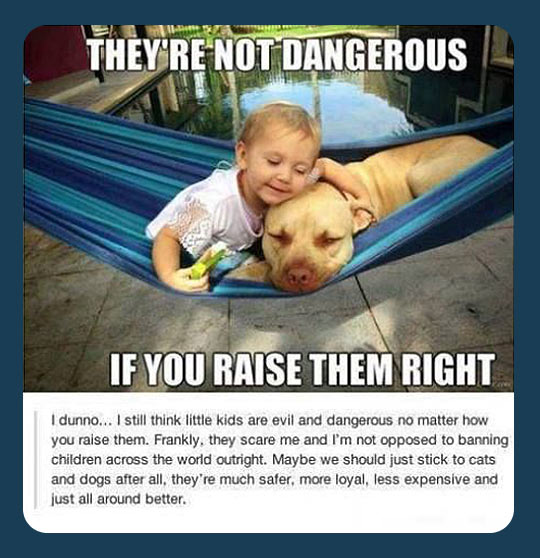 THEY'RE NOT DANGEROUS
IF YOU RAISE THEM RIGHT
I dunno... I still think little kids are evil and dangerous no matter how
you raise them. Frankly, they scare me and I'm not opposed to banning
children across the world outright. Maybe we should just stick to cats
and dogs after all, they're much safer, more loyal, less expensive and
just all around better.